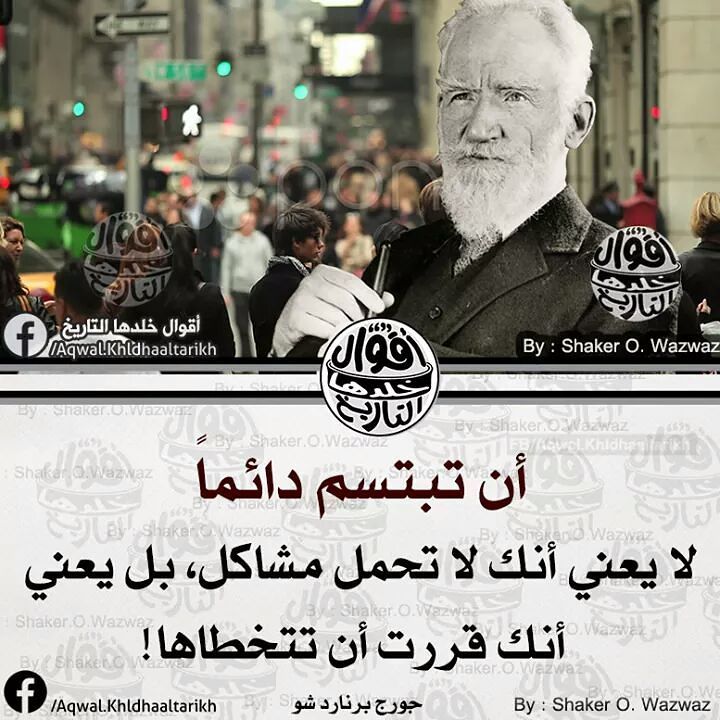 أقوال خلدها التاريخ
/Aqwal.Khldhaaltarikh
By : Shaker O. Wazwaz
أقوال
خلدها
التاريخ
أن تبتسم دائماً
لا يعني أنك لا تحمل مشاكل، بل يعني
أنك قررت أن تتخطاها!
/Aqwal.Khldhaaltarikh
جورج برنارد شو
By : Shaker O. Wazwaz